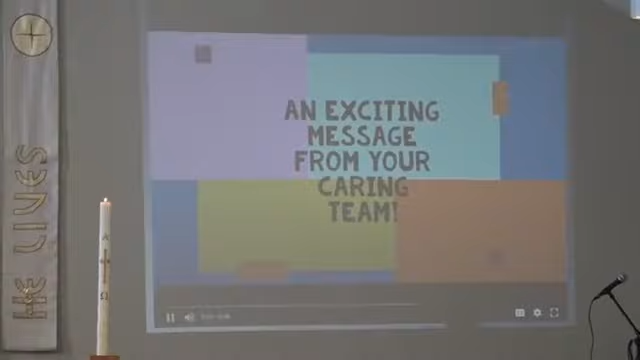 HE LIVES
AN EXCITING
MESSAGE
FROM YOUR
CARING
TEAM!
Α
Ω